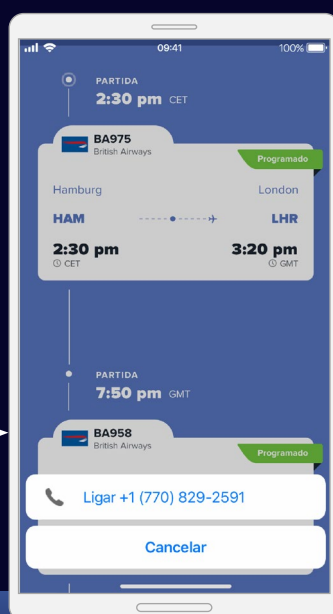 09:41
100%
PARTIDA
2:30 pm CET
BA975
British Airways
Programado
Hamburg London
HAM LHR
2:30 pm 3:20 pm
CET GMT
PARTIDA
7:50 pm GMT
BA958
British Airways
Programado
Ligar +1 (770) 829-2591
Cancelar